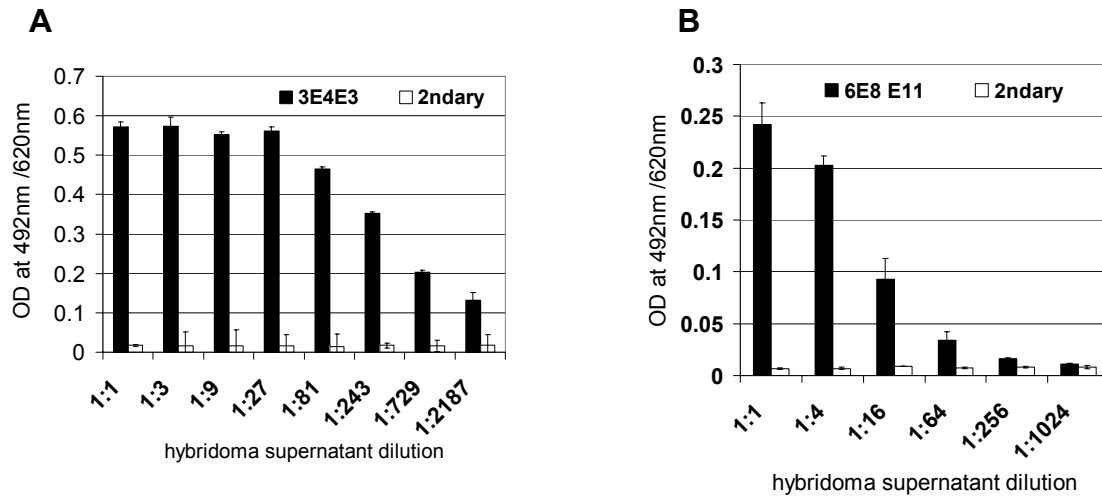 A
0.7
0.6
0.5
0.4
0.3
0.2
0.1
0
OD at 492nm /620nm
3E4E3 2ndary
1:1 1:3 1:9 1:27 1:81 1:243 1:729 1:2187
hybridoma supernatant dilution
B
0.3
0.25
0.2
0.15
0.1
0.05
0
OD at 492nm /620nm
6E8 E11 2ndary
1:1 1:4 1:16 1:64 1:256 1:1024
hybridoma supernatant dilution